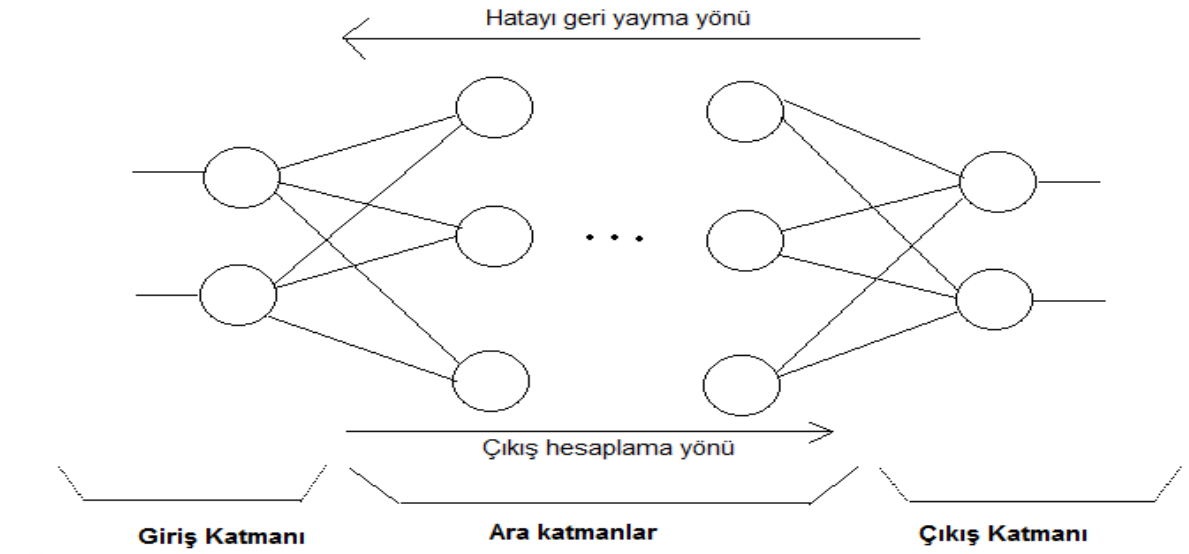 Hatayı geri yayma yönü
Çıkış hesaplama yönü
Giriş Katmanı
Ara katmanlar
Çıkış Katmanı